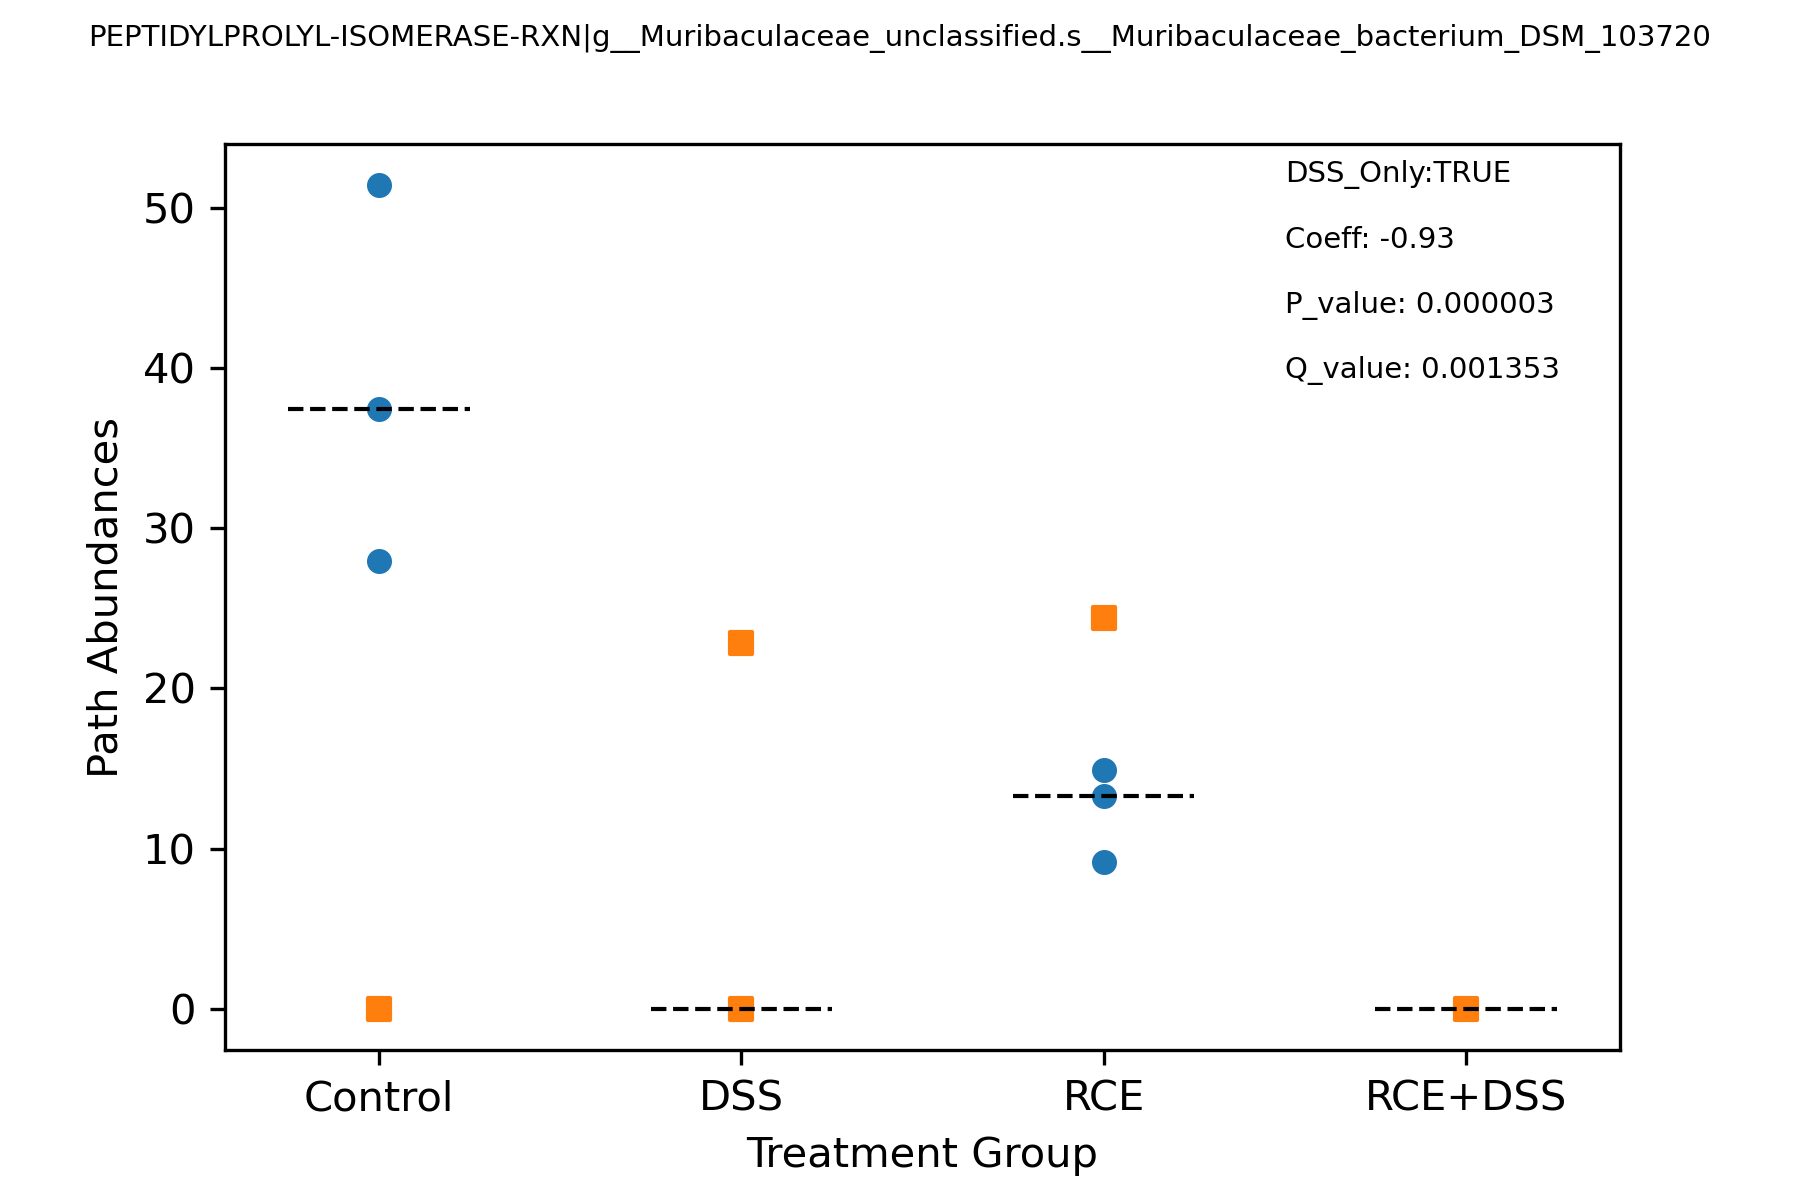 PEPTIDYLPROLYL-ISOMERASE-RXN|g__Muribaculaceae_unclassified.s__Muribaculaceae_bacterium_DSM_103720
DSS_Only:TRUE
Coeff: -0.93
P_value: 0.000003
Q_value: 0.001353
Path Abundances
50
40
30
20
10
0
Control
DSS
RCE
RCE+DSS
Treatment Group